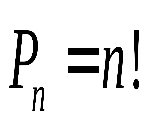 Pₙ = n!